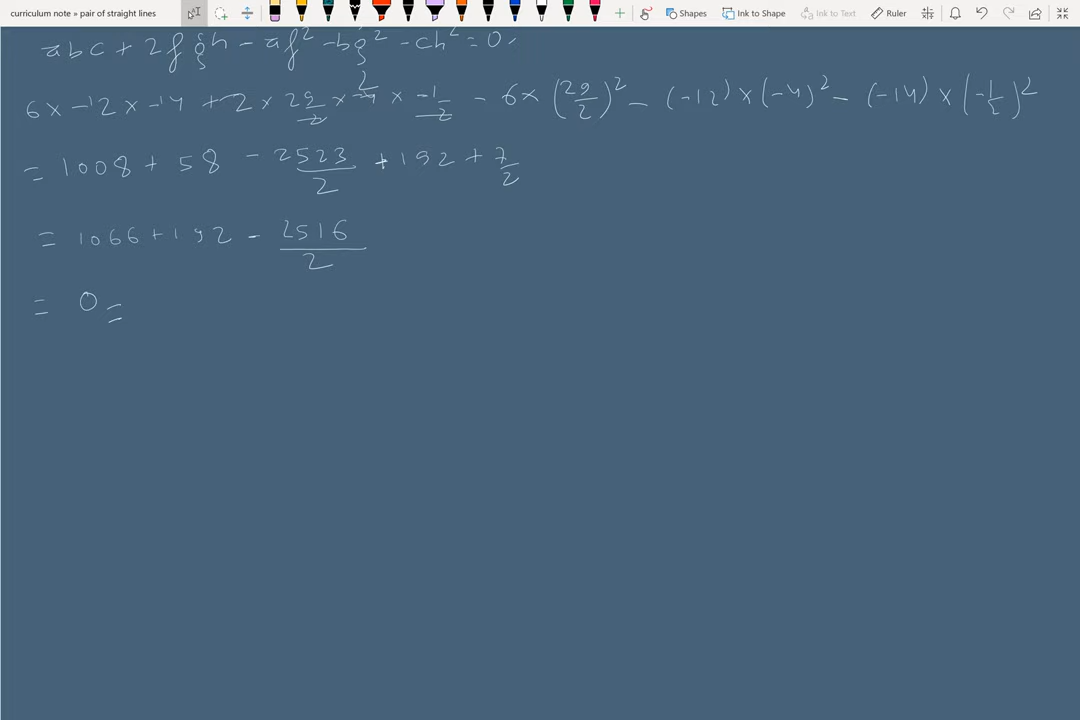 curriculum note » pair of straight lines
Shapes
Ink to Shape
Ink to Text
Ruler
abc + 2fgh - af² - bg² - ch² = 0.
6 × -12 × -14 + 2 × 29/2 × -4 × -1/2 - 6 × (29/2)² - (-12) × (-4)² - (-14) × (-1/2)²
= 1008 + 58 - 2523/2 + 192 + 7/2
= 1066 + 192 - 2516/2
= 0 =